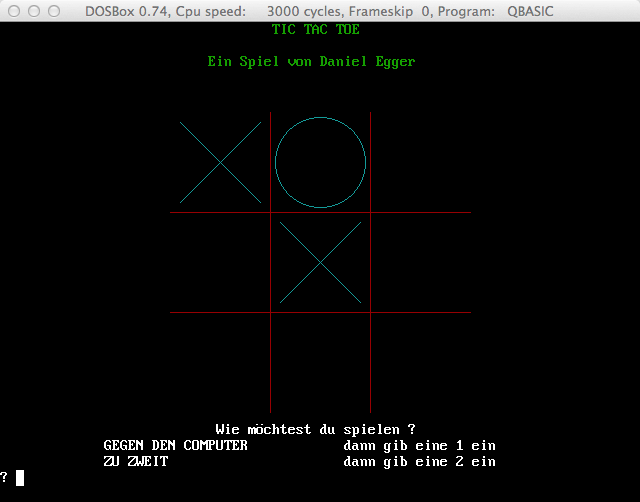 DOSBox 0.74, Cpu speed: 3000 cycles, Frameskip 0, Program: QBASIC
TIC TAC TOE
Ein Spiel von Daniel Egger
Wie möchtest du spielen ?
GEGEN DEN COMPUTER dann gib eine 1 ein
ZU ZWEIT dann gib eine 2 ein
?